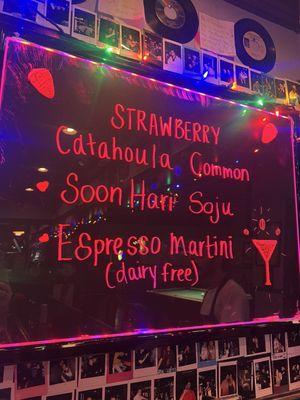 STRAWBERRY
Catahoula Common
Soon Hari Soju
Espresso Martini
(dairy free)